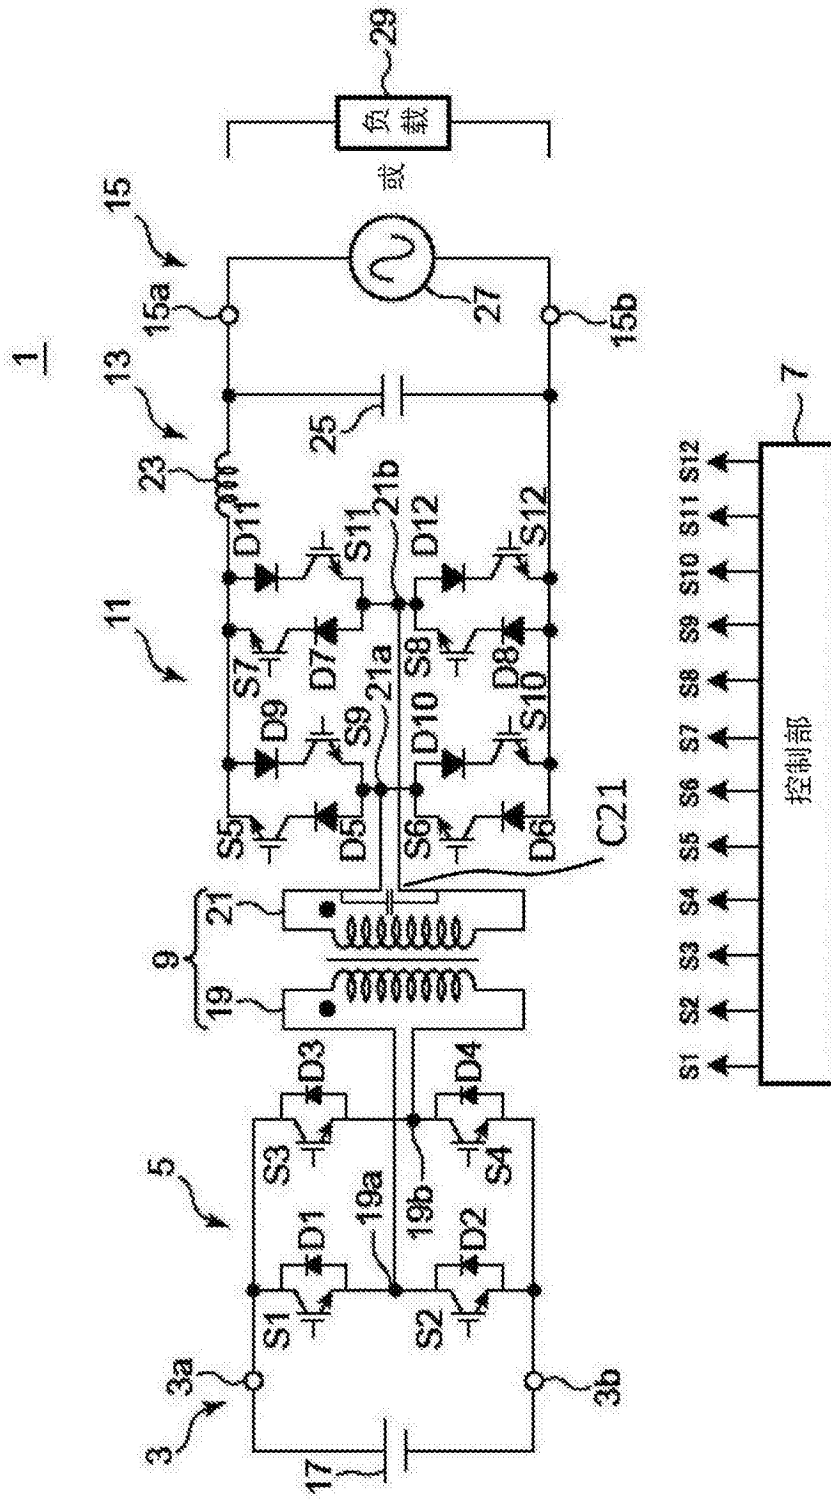 1
3
3a
3b
17
5
S1
D1
S2
D2
19a
S3
D3
S4
D4
19b
9
19
21
C21
11
S5
D5
D9
S9
21a
S6
D6
D10
S10
S7
D7
D11
S11
21b
S8
D8
D12
S12
13
23
25
15
15a
15b
27
或
负
载
29
S1
S2
S3
S4
S5
S6
S7
S8
S9
S10
S11
S12
控制部
7